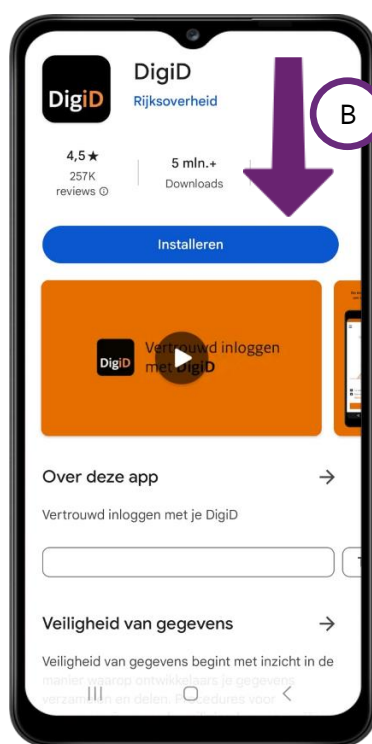 DigiD
DigiD
Rijksoverheid
B
4,5★
257K
reviews ⓘ
5 mln.+
Downloads
Installeren
DigiD
Vertrouwd inloggen
met DigiD
Over deze app
Vertrouwd inloggen met je DigiD
Veiligheid van gegevens
Veiligheid van gegevens begint met inzicht in de
manier waarop ontwikkelaars je gegevens
verzamelen en delen. Procedures voor